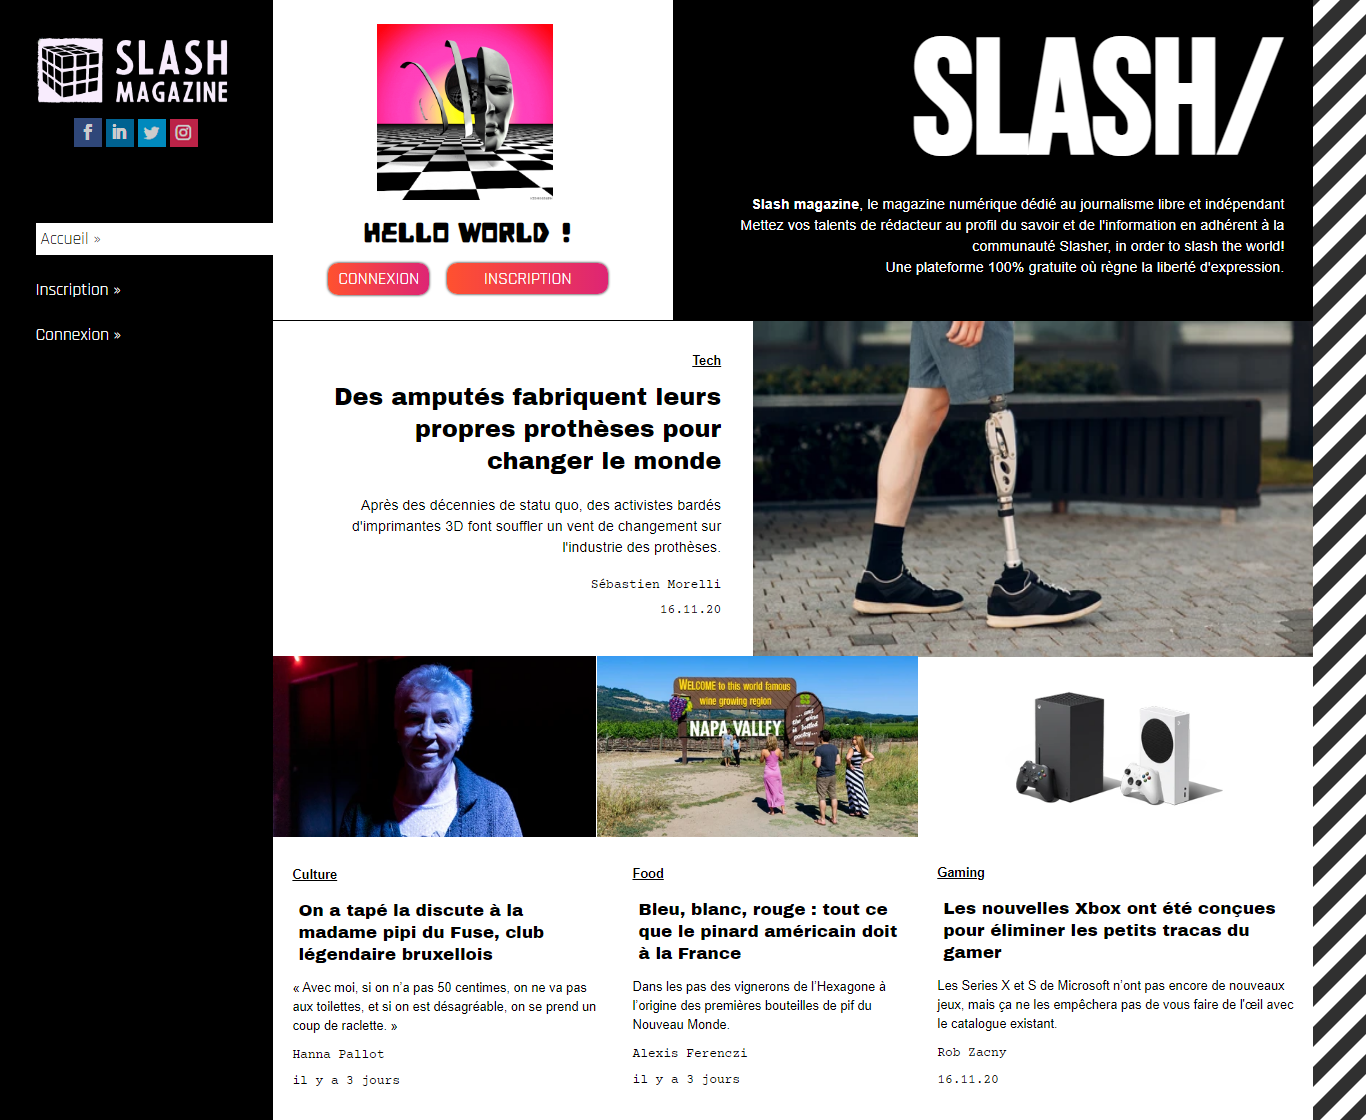 SLASH
MAGAZINE
Accueil »
Inscription »
Connexion »
HELLO WORLD !
CONNEXION
INSCRIPTION
SLASH/
Slash magazine, le magazine numérique dédié au journalisme libre et indépendant
Mettez vos talents de rédacteur au profil du savoir et de l'information en adhérent à la
communauté Slasher, in order to slash the world!
Une plateforme 100% gratuite où règne la liberté d'expression.
Tech
Des amputés fabriquent leurs
propres prothèses pour
changer le monde
Après des décennies de statu quo, des activistes bardés
d'imprimantes 3D font souffler un vent de changement sur
l'industrie des prothèses.
Sébastien Morelli
16.11.20
WELCOME to this world famous
wine growing region
NAPA VALLEY
...and
the wine
is bottled
poetry...
Culture
On a tapé la discute à la
madame pipi du Fuse, club
légendaire bruxellois
« Avec moi, si on n'a pas 50 centimes, on ne va pas
aux toilettes, et si on est désagréable, on se prend un
coup de raclette. »
Hanna Pallot
il y a 3 jours
Food
Bleu, blanc, rouge : tout ce
que le pinard américain doit
à la France
Dans les pas des vignerons de l'Hexagone à
l'origine des premières bouteilles de pif du
Nouveau Monde.
Alexis Ferenczi
il y a 3 jours
Gaming
Les nouvelles Xbox ont été conçues
pour éliminer les petits tracas du
gamer
Les Series X et S de Microsoft n'ont pas encore de nouveaux
jeux, mais ça ne les empêchera pas de vous faire de l'œil avec
le catalogue existant.
Rob Zacny
16.11.20